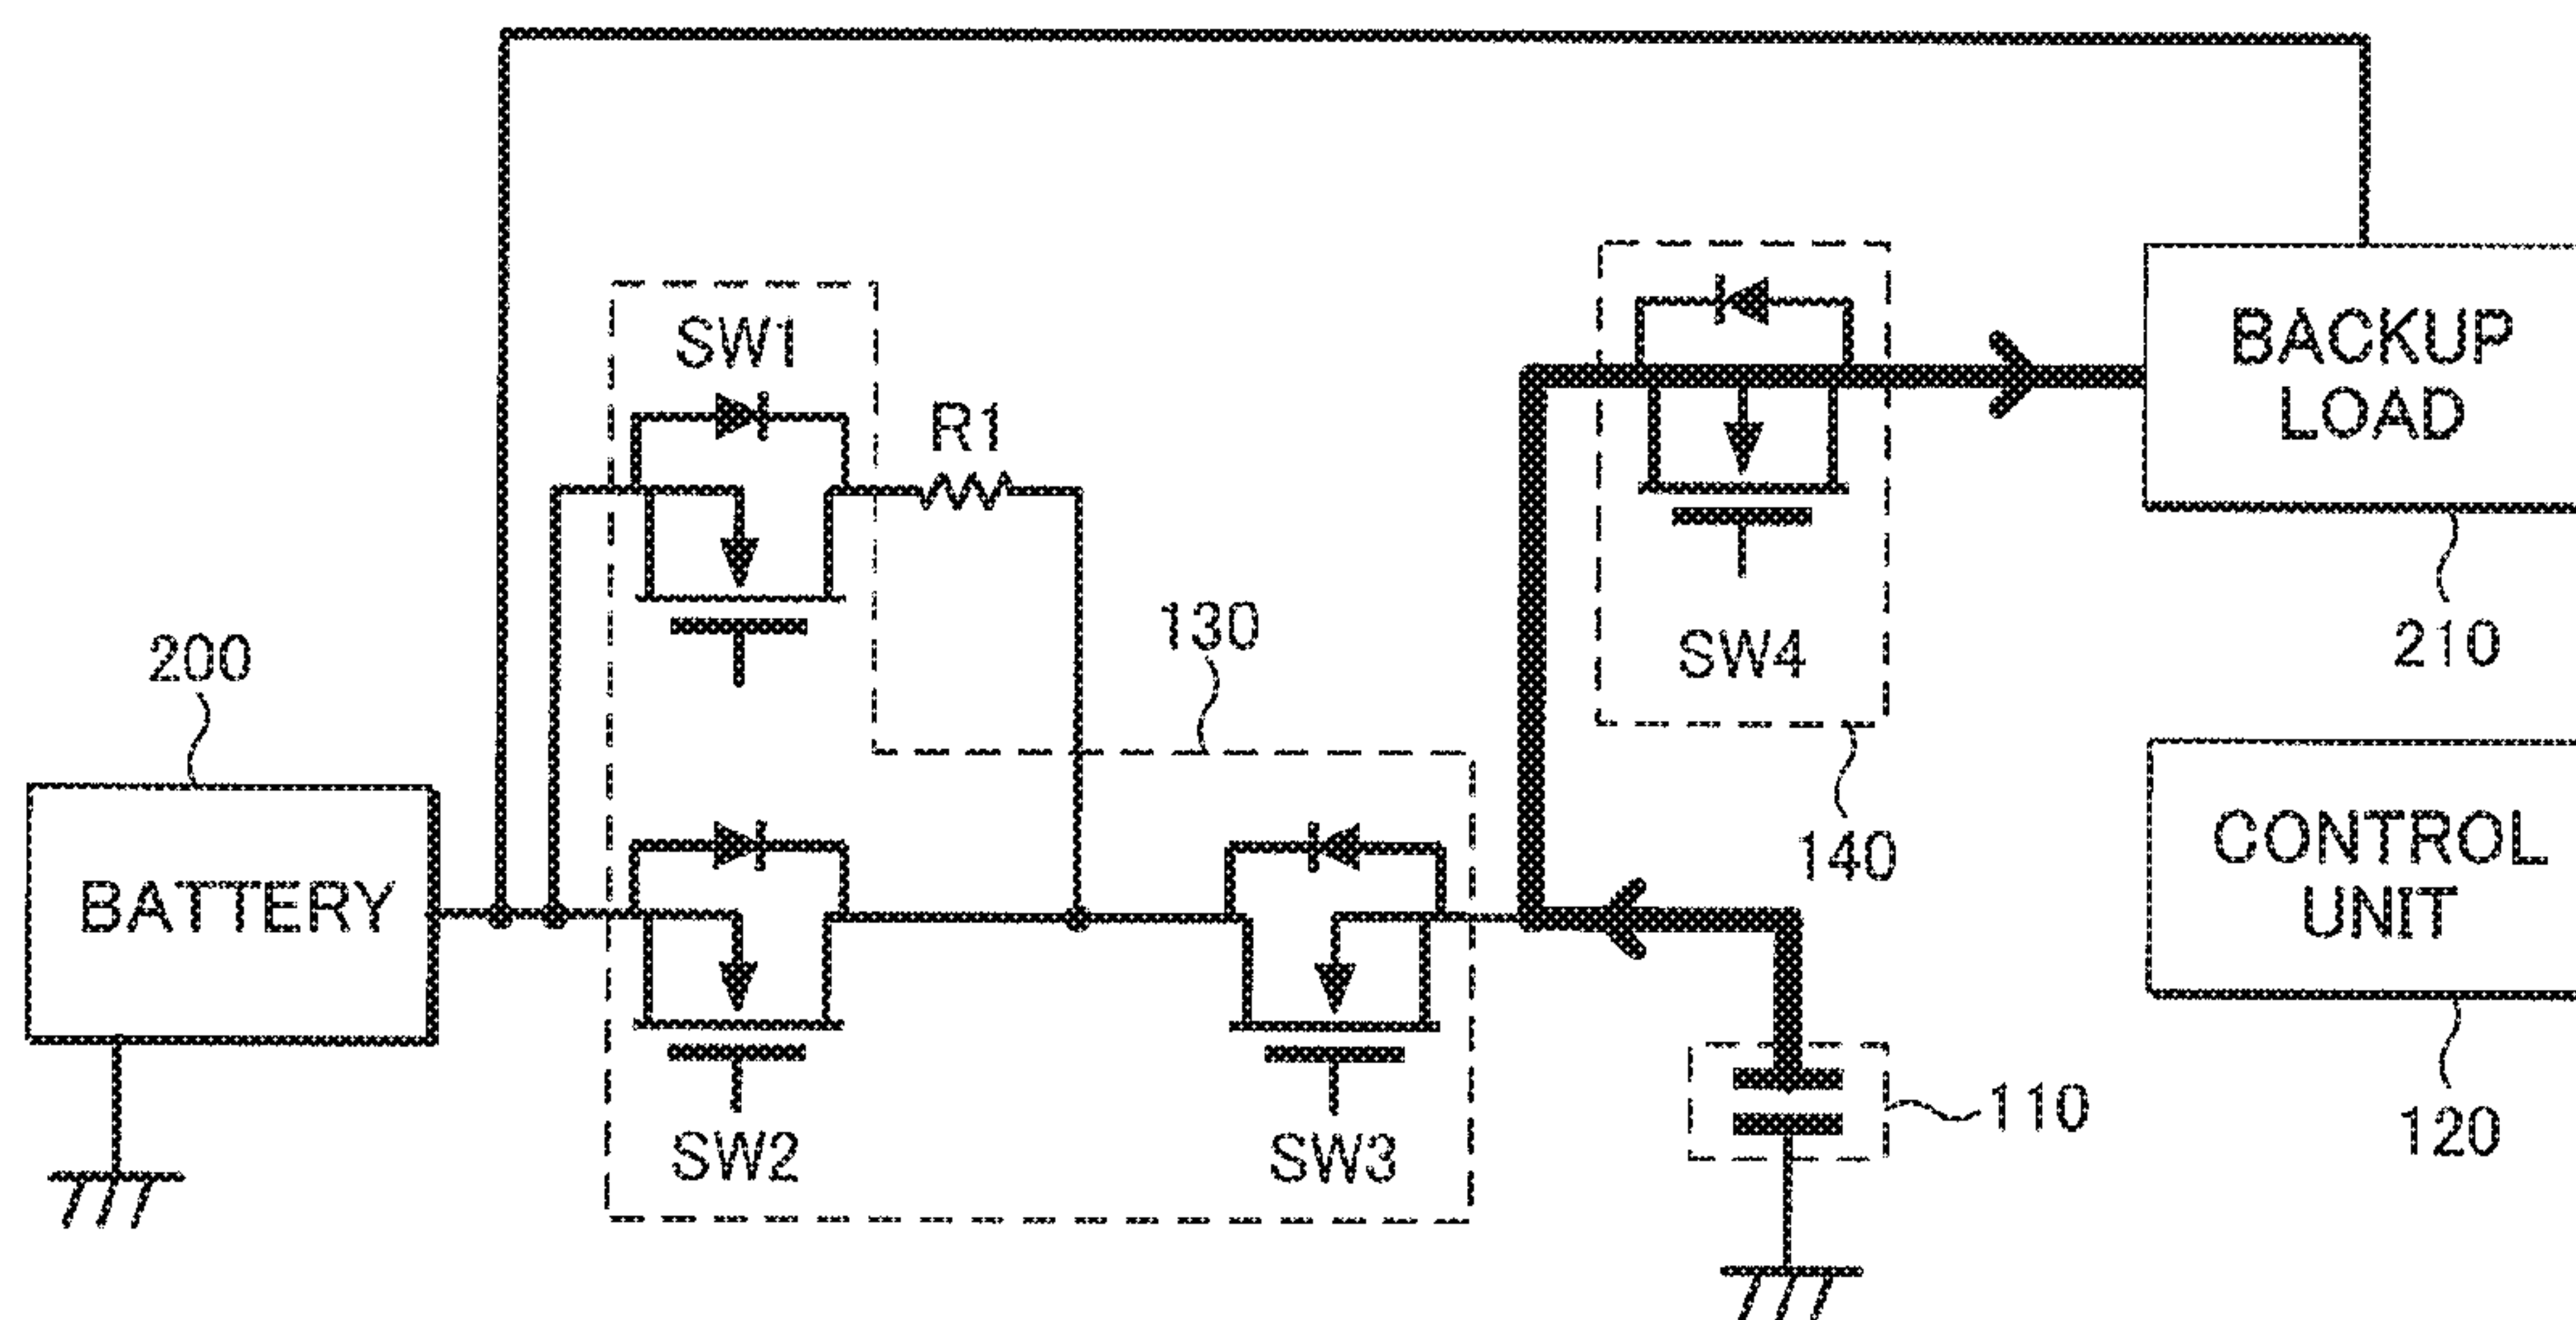 SW1
R1
BACKUP
LOAD
200
130
SW4
210
BATTERY
140
CONTROL
UNIT
SW2
SW3
110
120